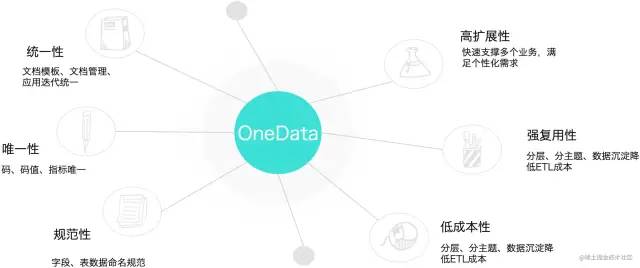 统一性
文档模板、文档管理、
应用迭代统一
唯一性
码、码值、指标唯一
规范性
字段、表数据命名规范
OneData
高扩展性
快速支撑多个业务，满
足个性化需求
强复用性
分层、分主题、数据沉淀降
低ETL成本
低成本性
分层、分主题、数据沉淀降
低ETL成本
@稀土掘金技术社区